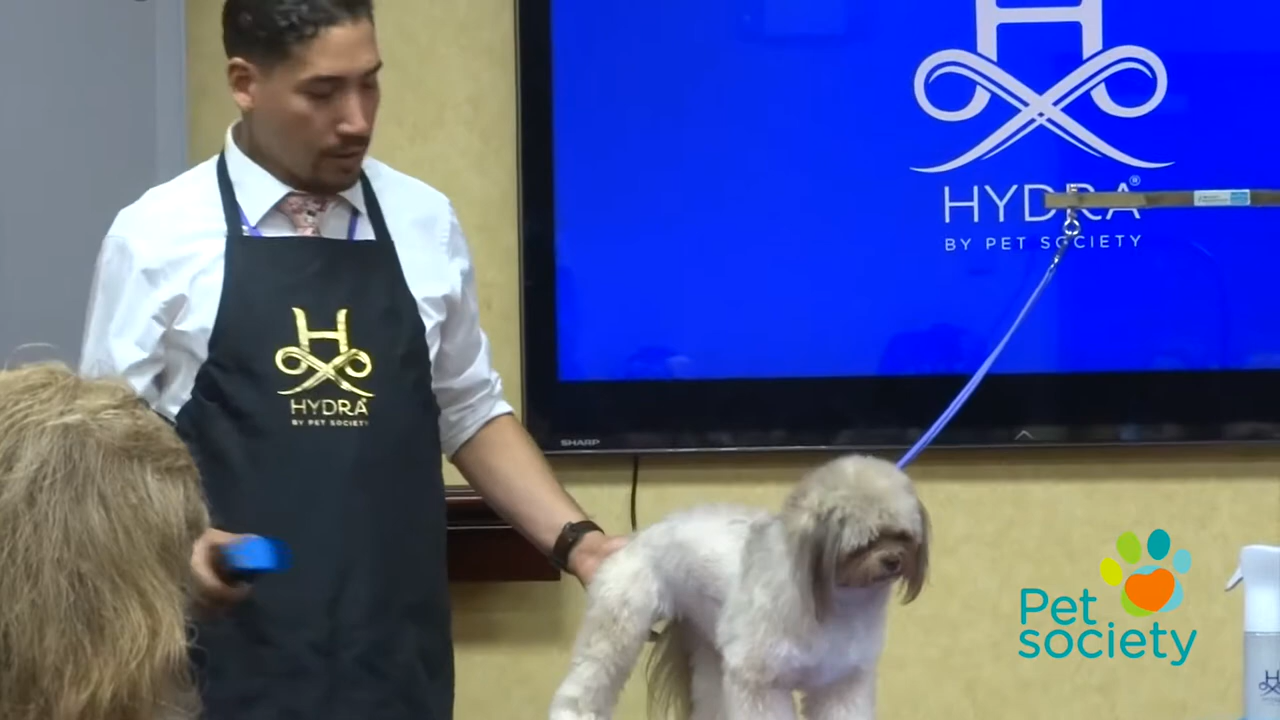 H
HYDRA®
BY PET SOCIETY
H
HYDRA®
BY PET SOCIETY
SHARP
Pet
society
H